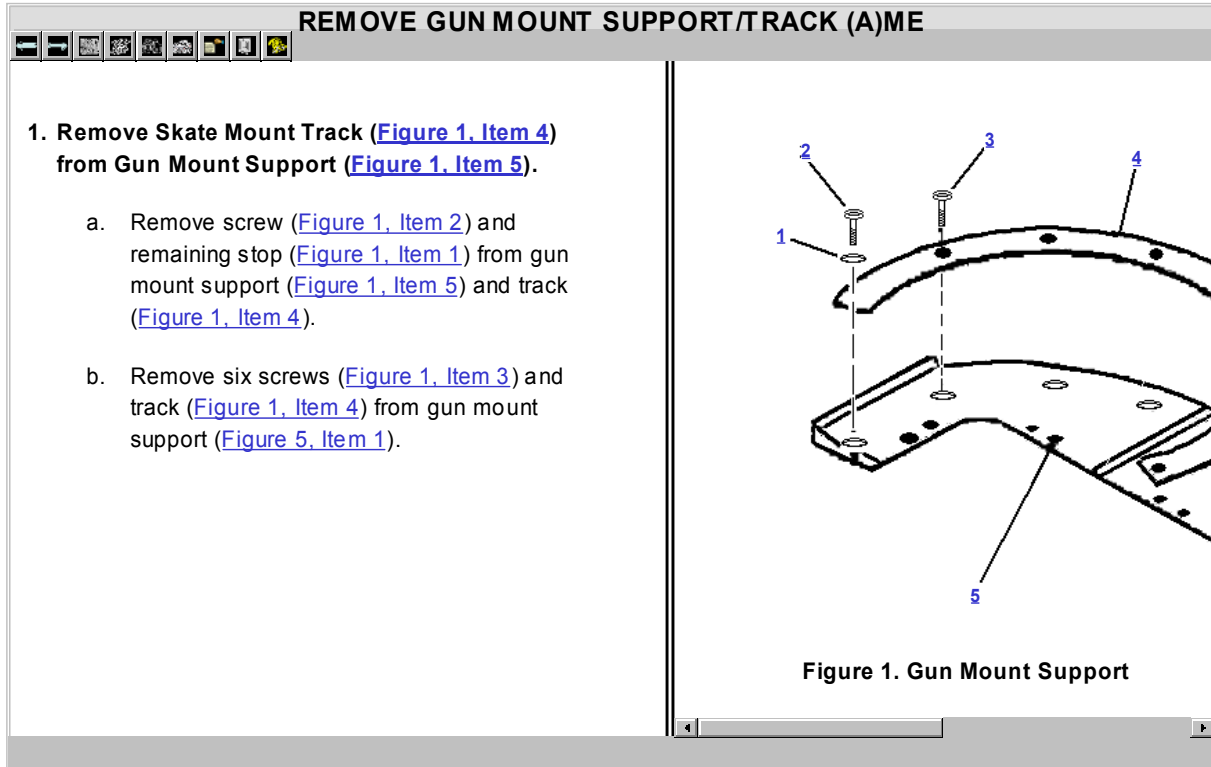 REMOVE GUN MOUNT SUPPORT/TRACK (A)ME
1. Remove Skate Mount Track (Figure 1, Item 4)
from Gun Mount Support (Figure 1, Item 5).
a. Remove screw (Figure 1, Item 2) and
remaining stop (Figure 1, Item 1) from gun
mount support (Figure 1, Item 5) and track
(Figure 1, Item 4).
b. Remove six screws (Figure 1, Item 3) and
track (Figure 1, Item 4) from gun mount
support (Figure 5, Item 1).
3
2
4
1
5
Figure 1. Gun Mount Support